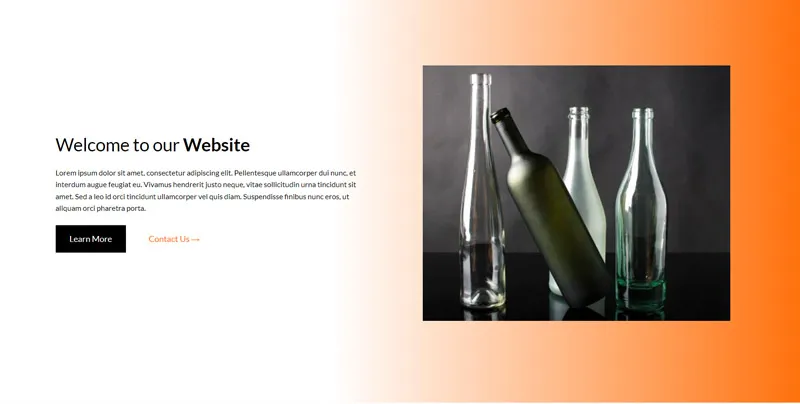 Welcome to our Website
Lorem ipsum dolor sit amet, consectetur adipiscing elit. Pellentesque ullamcorper dui nunc, et
interdum augue feugiat eu. Vivamus hendrerit justo neque, vitae sollicitudin urna tincidunt sit
amet. Sed a leo id orci tincidunt ullamcorper vel quis diam. Suspendisse finibus nunc eros, ut
aliquam orci pharetra porta.
Learn More
Contact Us →